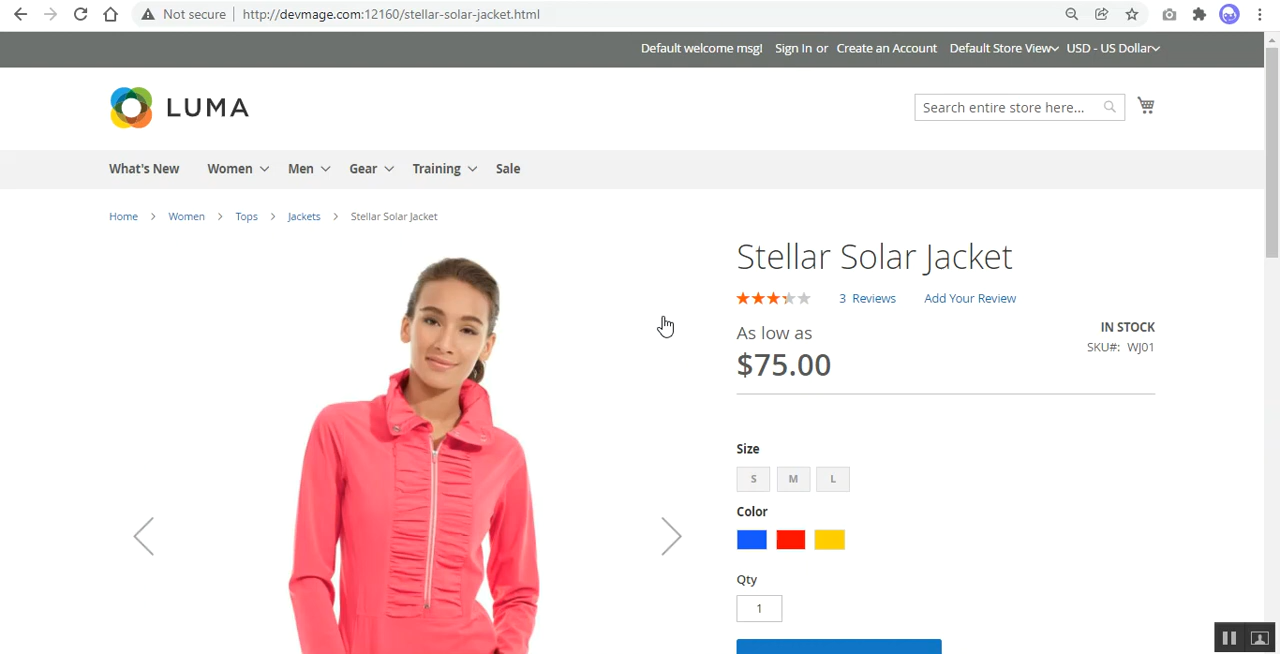 Not secure http://devmage.com:12160/stellar-solar-jacket.html
Default welcome msg! Sign In or Create an Account Default Store View USD - US Dollar
LUMA
Search entire store here...
What's New Women Men Gear Training Sale
Home Women Tops Jackets Stellar Solar Jacket
Stellar Solar Jacket
3 Reviews Add Your Review
As low as
IN STOCK
$75.00
SKU#: WJ01
Size
S M L
Color
Qty
1